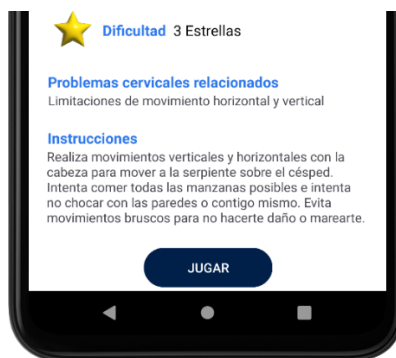 Dificultad 3 Estrellas
Problemas cervicales relacionados
Limitaciones de movimiento horizontal y vertical
Instrucciones
Realiza movimientos verticales y horizontales con la
cabeza para mover a la serpiente sobre el césped.
Intenta comer todas las manzanas posibles e intenta
no chocar con las paredes o contigo mismo. Evita
movimientos bruscos para no hacerte daño o marearte.
JUGAR